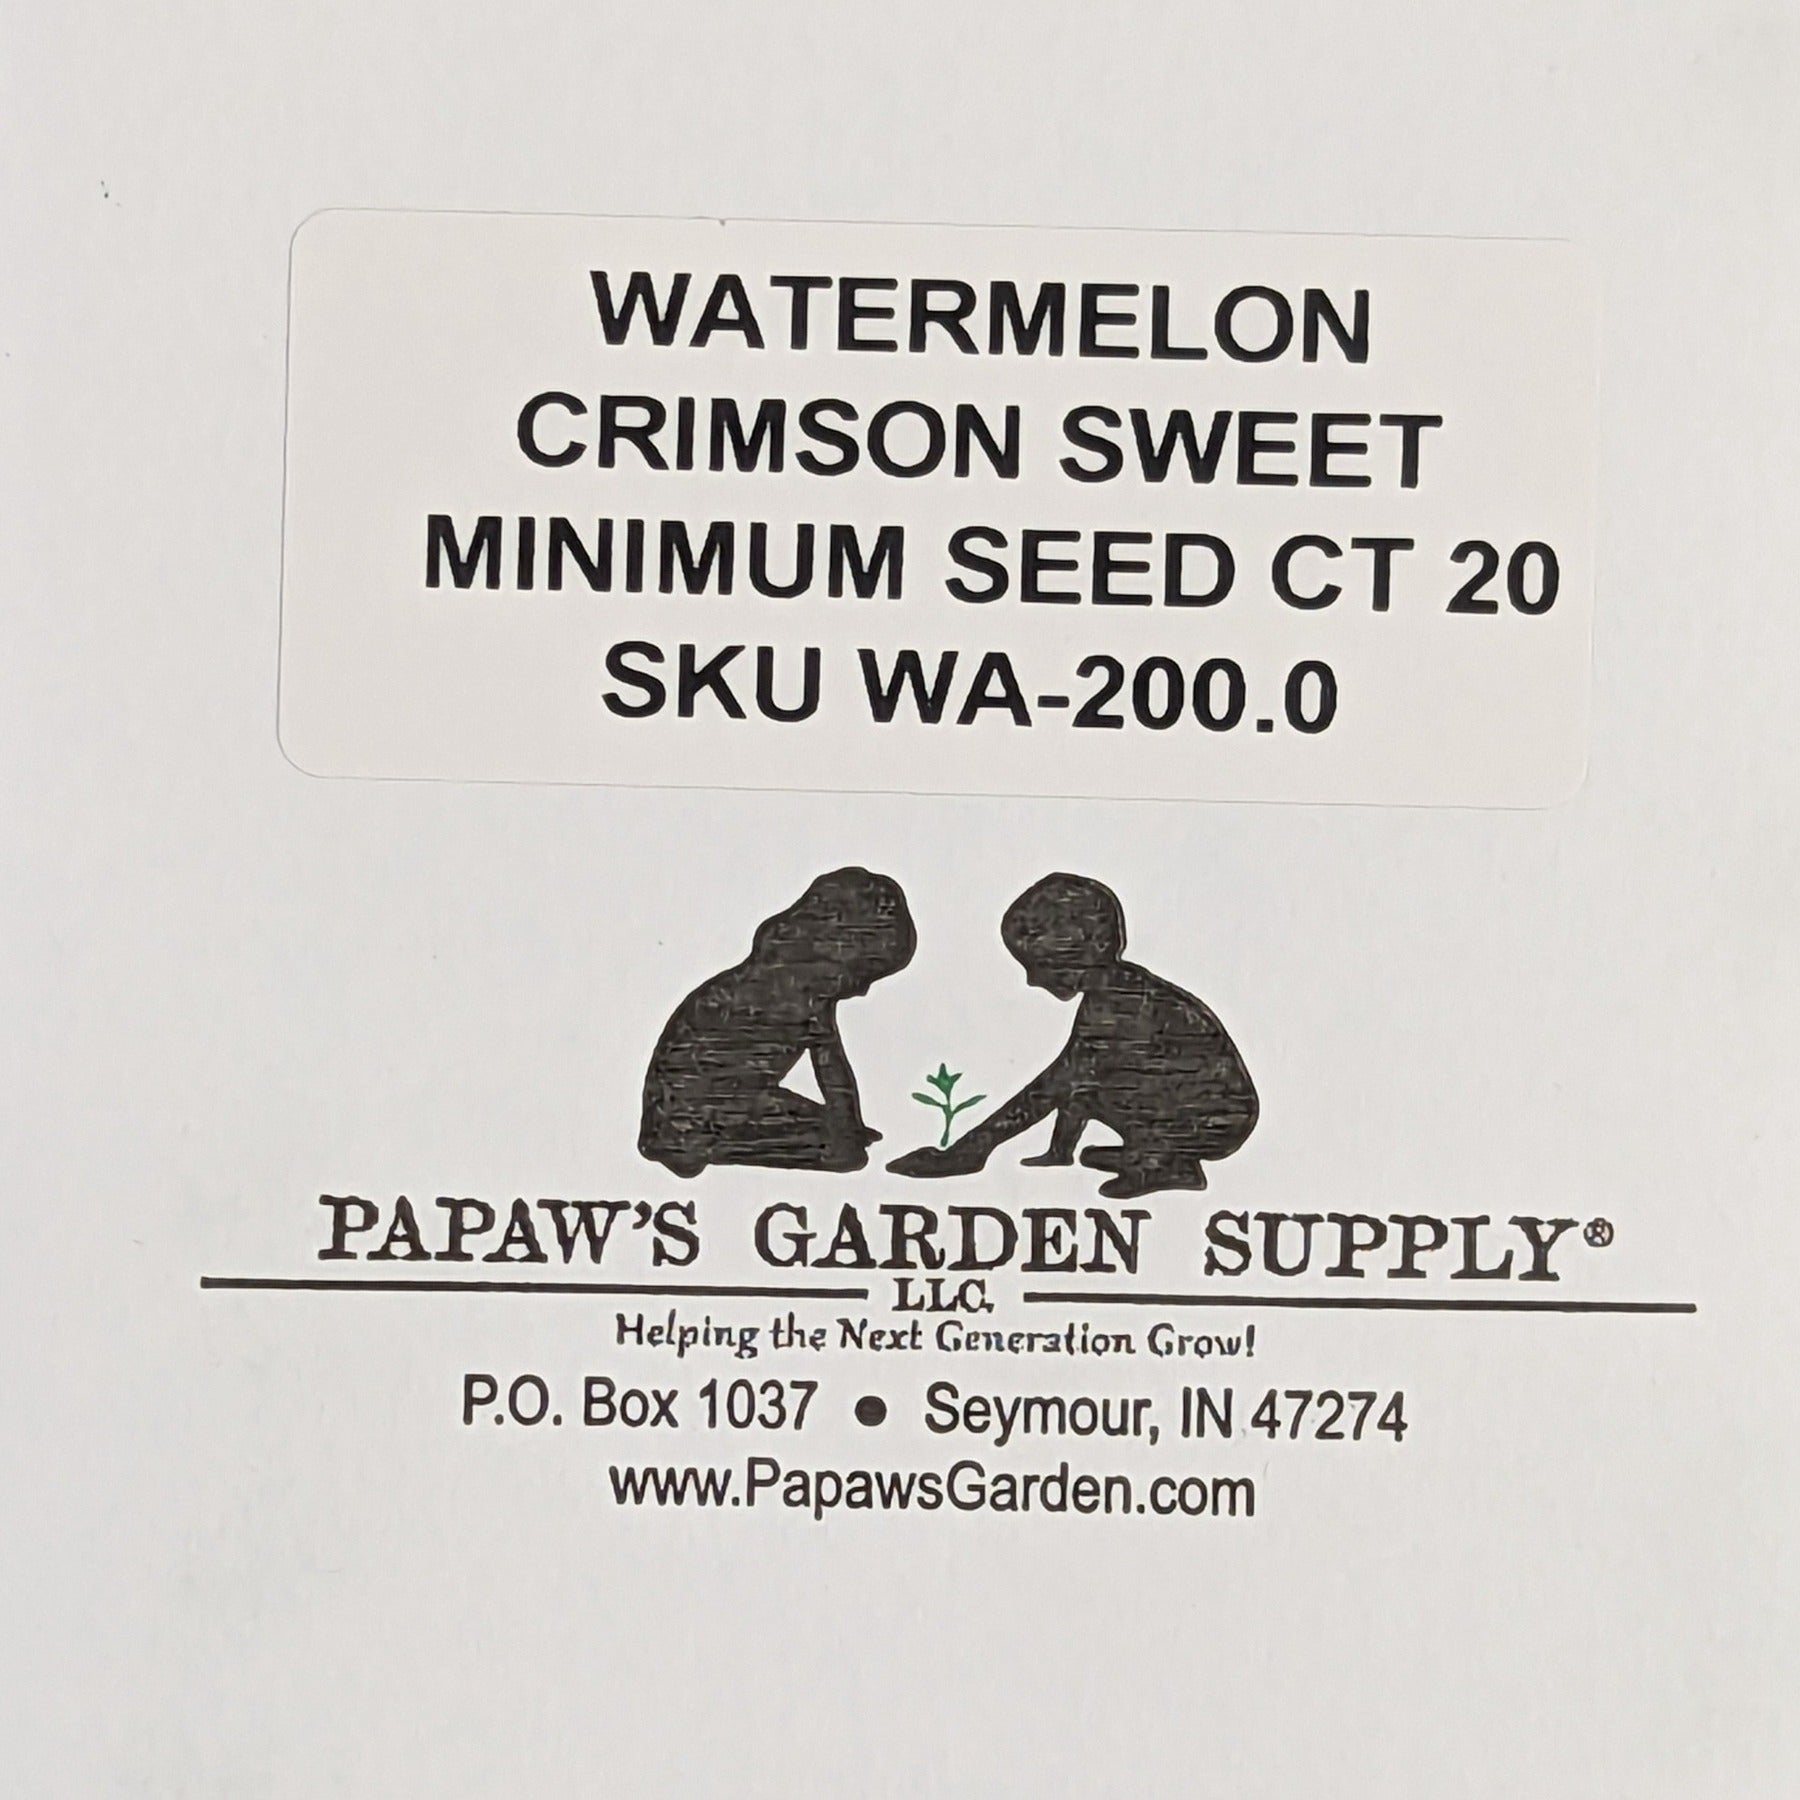 WATERMELON
CRIMSON SWEET
MINIMUM SEED CT 20
SKU WA-200.0
PAPAW'S GARDEN SUPPLY®
LLC.
Helping the Next Generation Grow!
P.O. Box 1037 ● Seymour, IN 47274
www.PapawsGarden.com